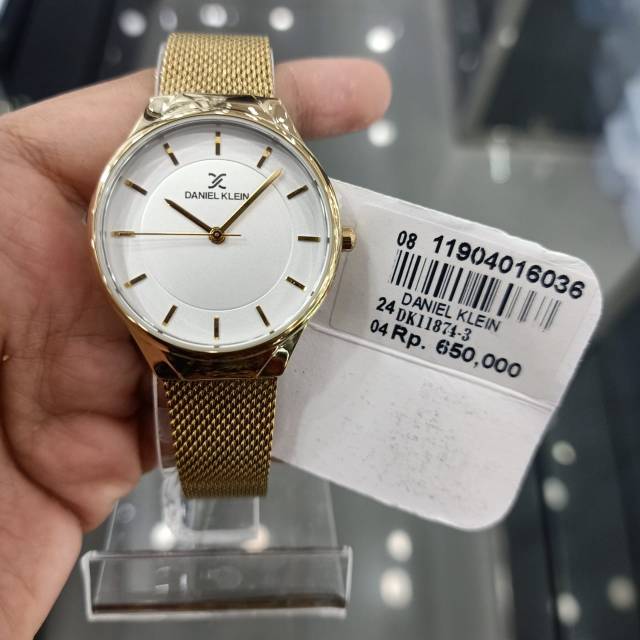 DANIEL KLEIN
08 11904016036
DANIEL KLEIN
24 DK11874-3
04 Rp. 650,000